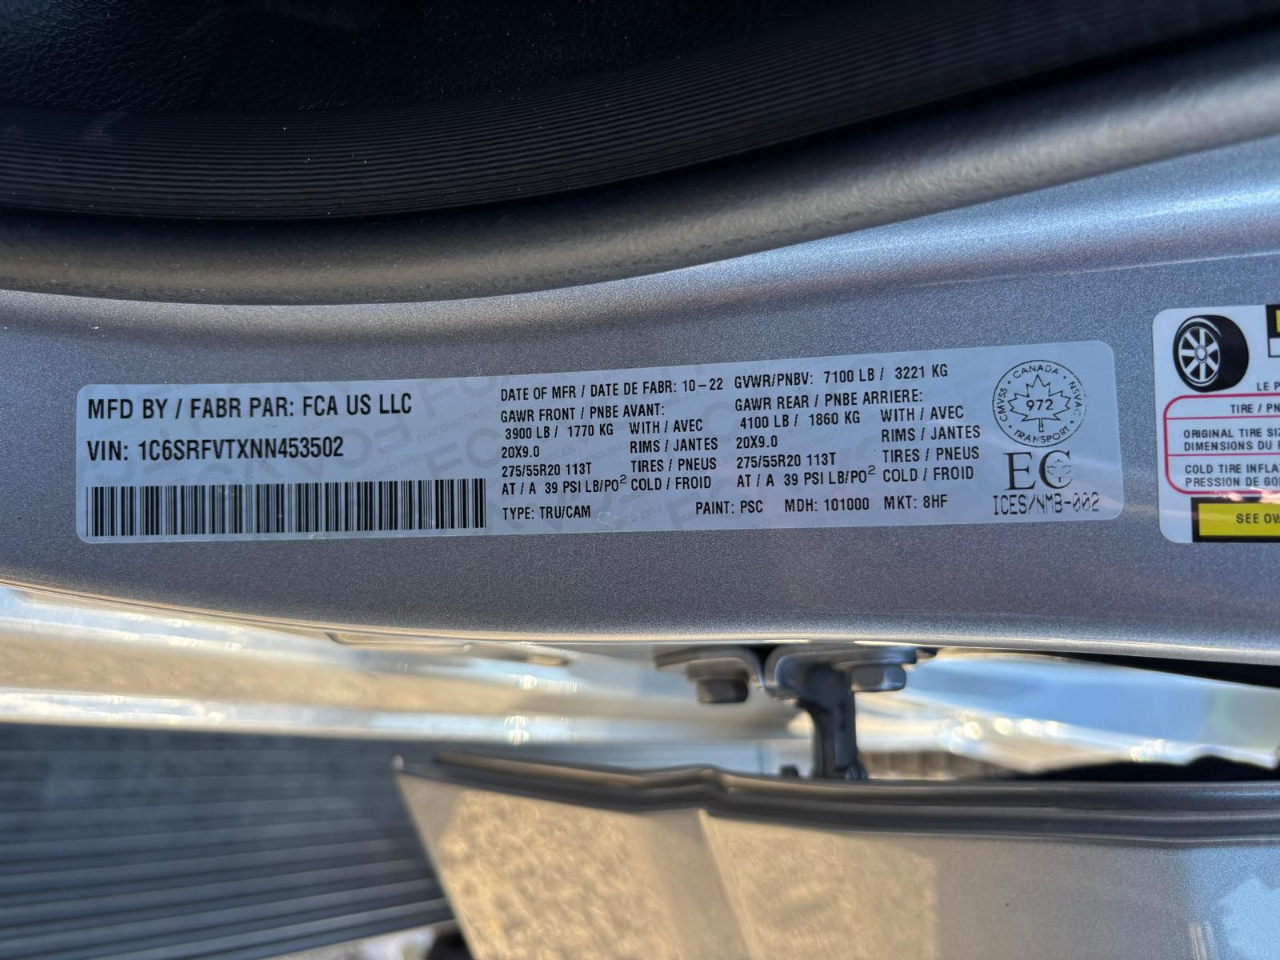 MFD BY / FABR PAR: FCA US LLC
VIN: 1C6SRFVTXNN453502
DATE OF MFR / DATE DE FABR: 10-22
GVWR/PNBV: 7100 LB / 3221 KG
GAWR FRONT / PNBE AVANT:
3900 LB / 1770 KG WITH / AVEC
20X9.0 RIMS / JANTES
275/55R20 113T TIRES / PNEUS
AT / A 39 PSI LB/PO² COLD / FROID
GAWR REAR / PNBE ARRIERE:
4100 LB / 1860 KG WITH / AVEC
20X9.0 RIMS / JANTES
275/55R20 113T TIRES / PNEUS
AT / A 39 PSI LB/PO² COLD / FROID
TYPE: TRU/CAM PAINT: PSC MDH: 101000 MKT: 8HF
CANADA
CMVSS · NSVAC
972
TRANSPORT
EC
ICES/NMB-002
LE P
TIRE / PN
ORIGINAL TIRE SIZ
DIMENSIONS DU P
COLD TIRE INFLAT
PRESSION DE GO
SEE OW